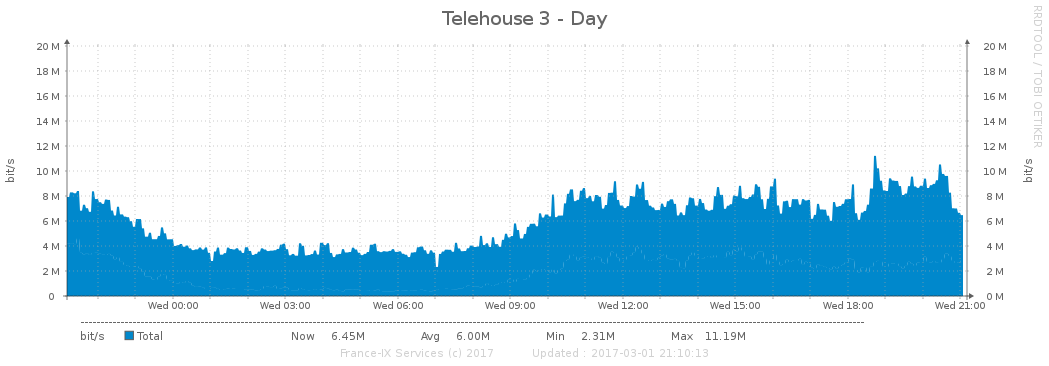 Telehouse 3 - Day
RRDTOOL / TOBI OETIKER
bit/s
20 M
18 M
16 M
14 M
12 M
10 M
8 M
6 M
4 M
2 M
0
20 M
18 M
16 M
14 M
12 M
10 M
8 M
6 M
4 M
2 M
0 M
bit/s
Wed 00:00 Wed 03:00 Wed 06:00 Wed 09:00 Wed 12:00 Wed 15:00 Wed 18:00 Wed 21:00
bit/s Total Now 6.45M Avg 6.00M Min 2.31M Max 11.19M
France-IX Services (c) 2017 Updated : 2017-03-01 21:10:13